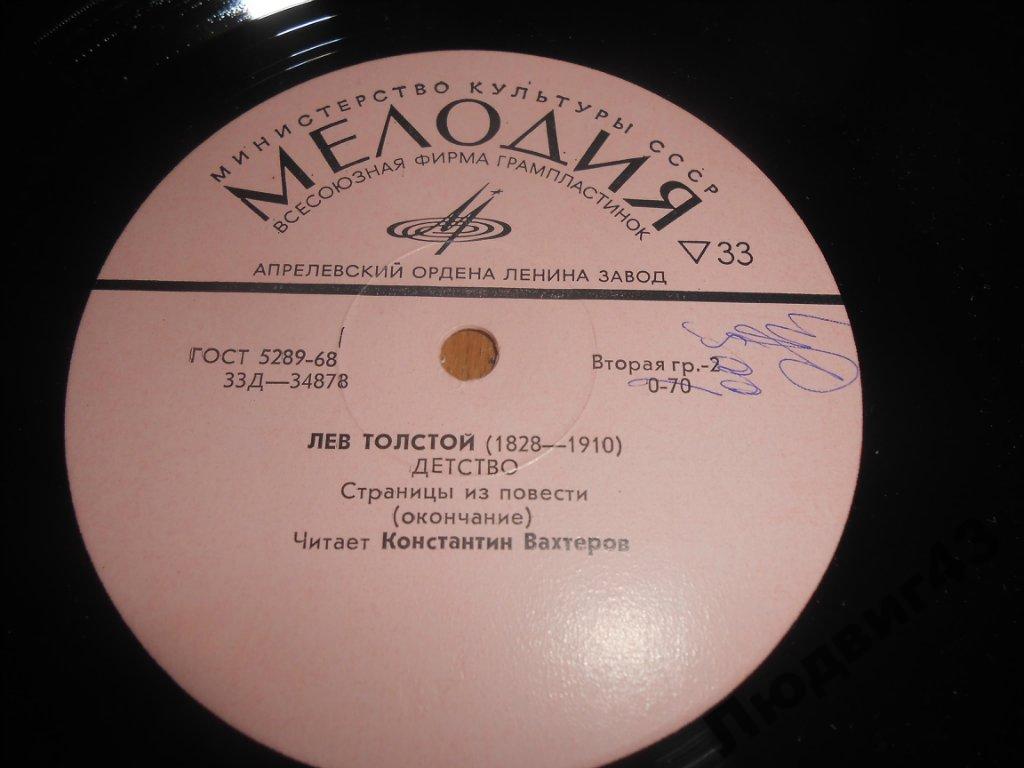 МИНИСТЕРСТВО КУЛЬТУРЫ СССР
МЕЛОДИЯ
ВСЕСОЮЗНАЯ ФИРМА ГРАМПЛАСТИНОК
▽33
АПРЕЛЕВСКИЙ ОРДЕНА ЛЕНИНА ЗАВОД
ГОСТ 5289-68
33Д—34878
Вторая гр.-2
0-70
ЛЕВ ТОЛСТОЙ (1828—1910)
ДЕТСТВО
Страницы из повести
(окончание)
Читает Константин Вахтеров
Людвиг43